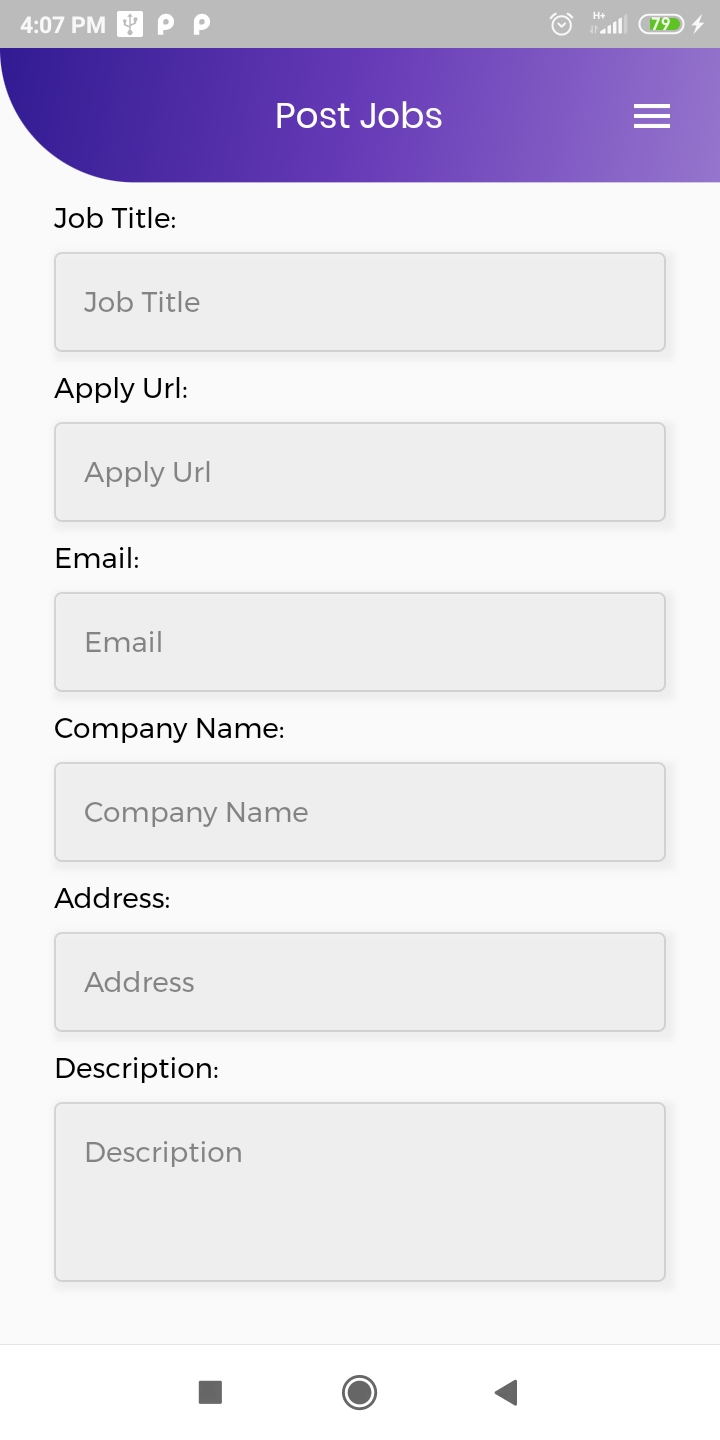 4:07 PM
H+
79
Post Jobs
Job Title:
Job Title
Apply Url:
Apply Url
Email:
Email
Company Name:
Company Name
Address:
Address
Description:
Description